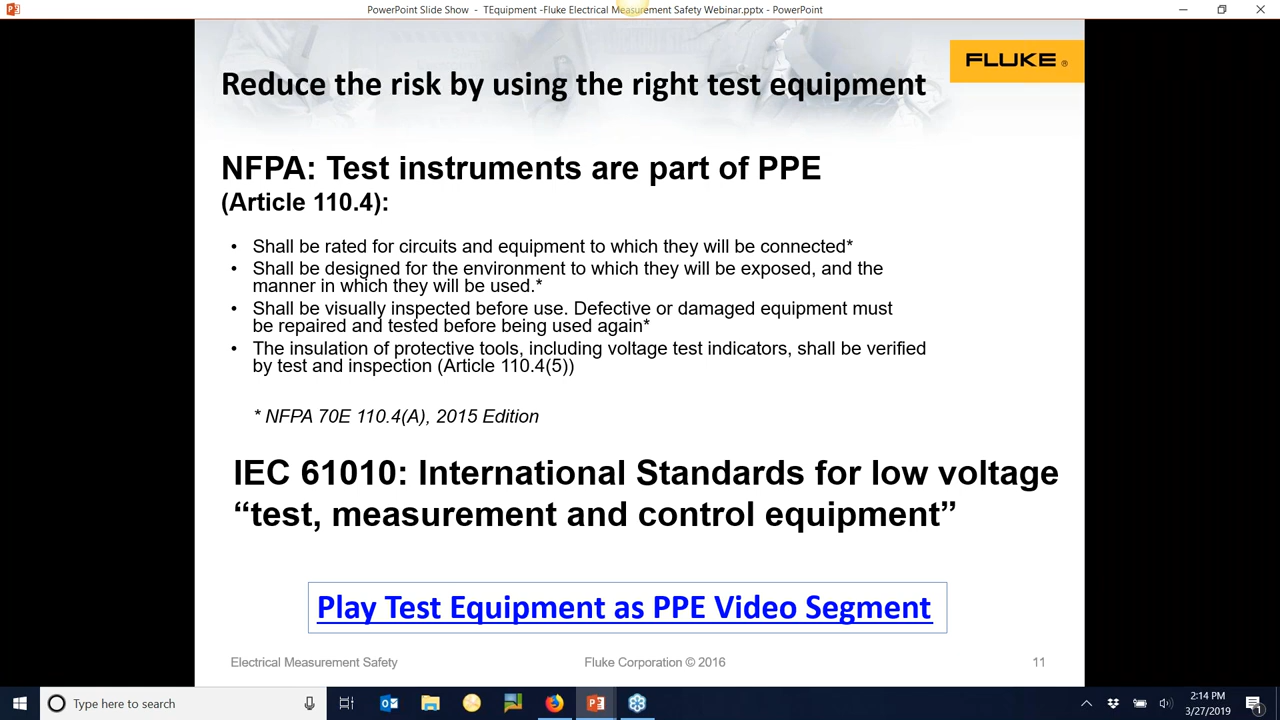 PowerPoint Slide Show - TEquipment -Fluke Electrical Measurement Safety Webinar.pptx - PowerPoint
FLUKE ®
Reduce the risk by using the right test equipment
NFPA: Test instruments are part of PPE
(Article 110.4):
• Shall be rated for circuits and equipment to which they will be connected*
• Shall be designed for the environment to which they will be exposed, and the
manner in which they will be used.*
• Shall be visually inspected before use. Defective or damaged equipment must
be repaired and tested before being used again*
• The insulation of protective tools, including voltage test indicators, shall be verified
by test and inspection (Article 110.4(5))
* NFPA 70E 110.4(A), 2015 Edition
IEC 61010: International Standards for low voltage
“test, measurement and control equipment”
Play Test Equipment as PPE Video Segment
Electrical Measurement Safety
Fluke Corporation © 2016
11
Type here to search
2:14 PM
3/27/2019
1